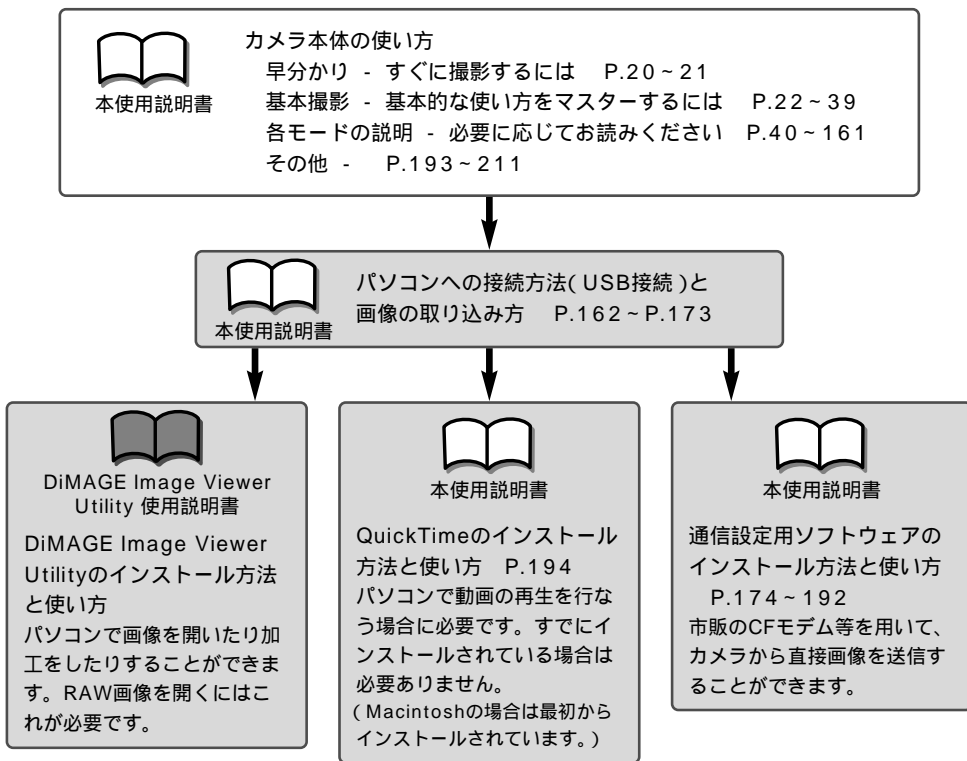 本使用説明書
カメラ本体の使い方
早分かり - すぐに撮影するには P.20~21
基本撮影 - 基本的な使い方をマスターするには P.22~39
各モードの説明 - 必要に応じてお読みください P.40~161
その他 - P.193~211
本使用説明書
パソコンへの接続方法(USB接続)と
画像の取り込み方 P.162~P.173
DiMAGE Image Viewer
Utility 使用説明書
DiMAGE Image Viewer
Utilityのインストール方法
と使い方
パソコンで画像を開いたり加
工をしたりすることができま
す。RAW画像を開くにはこ
れが必要です。
本使用説明書
QuickTimeのインストール
方法と使い方 P.194
パソコンで動画の再生を行な
う場合に必要です。すでにイ
ンストールされている場合は
必要ありません。
(Macintoshの場合は最初から
インストールされています。)
本使用説明書
通信設定用ソフトウェアの
インストール方法と使い方
P.174~192
市販のCFモデム等を用いて、
カメラから直接画像を送信す
ることができます。